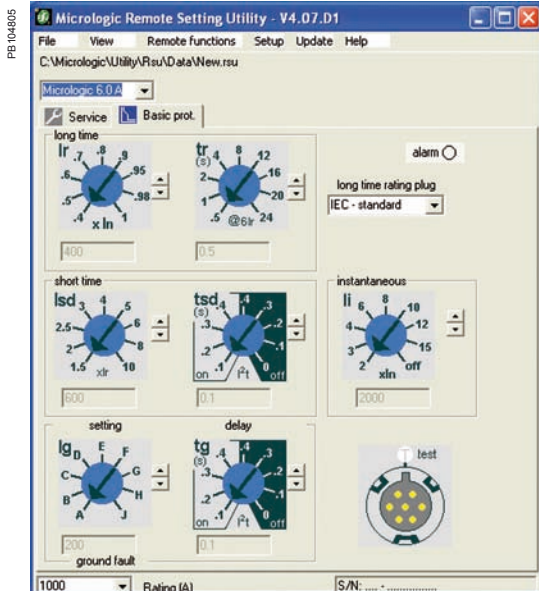 PB104805
Micrologic Remote Setting Utility - V4.07.D1
File View Remote functions Setup Update Help
C:\Micrologic\Utility\Rsu\Data\New.rsu
Micrologic 6.0 A
Service Basic prot.
long time
Ir
.4 .5 .6 .7 .8 .9 .95 .98 1
x In
400
tr
(s)
.5 1 2 4 8 12 16 20 24
@6Ir
0.5
alarm
long time rating plug
IEC - standard
short time
Isd
1.5 2 2.5 3 4 5 6 8 10
xIr
600
tsd
(s)
.1 .2 .3 .4 .4 .3 .2 .1 0
on I²t off
0.1
instantaneous
Ii
2 3 4 6 8 10 12 15 off
xIn
2000
setting
Ig
A B C D E F G H J
200
delay
tg
(s)
.1 .2 .3 .4 .4 .3 .2 .1 0
on I²t off
0.1
ground fault
test
1000 Rating (A)
S/N: .... - ................